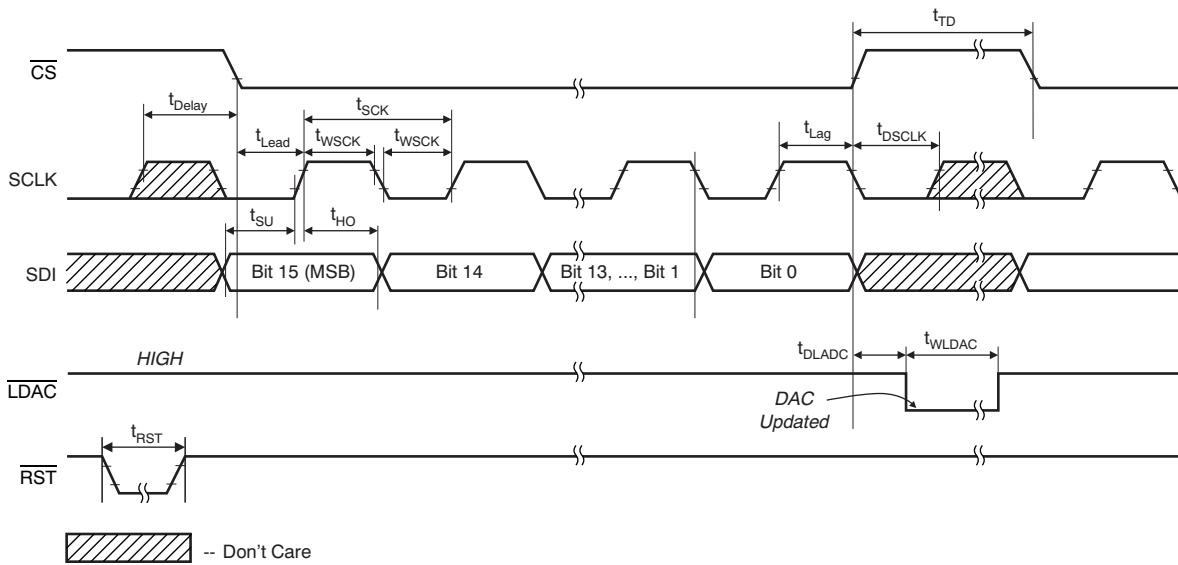 t_TD
CS
t_Delay
t_SCK
t_Lead
t_WSCK
t_WSCK
t_Lag
t_DSCLK
SCLK
t_SU
t_HO
SDI
Bit 15 (MSB)
Bit 14
Bit 13, ..., Bit 1
Bit 0
HIGH
t_DLADC
t_WLDAC
LDAC
DAC
Updated
t_RST
RST
-- Don't Care